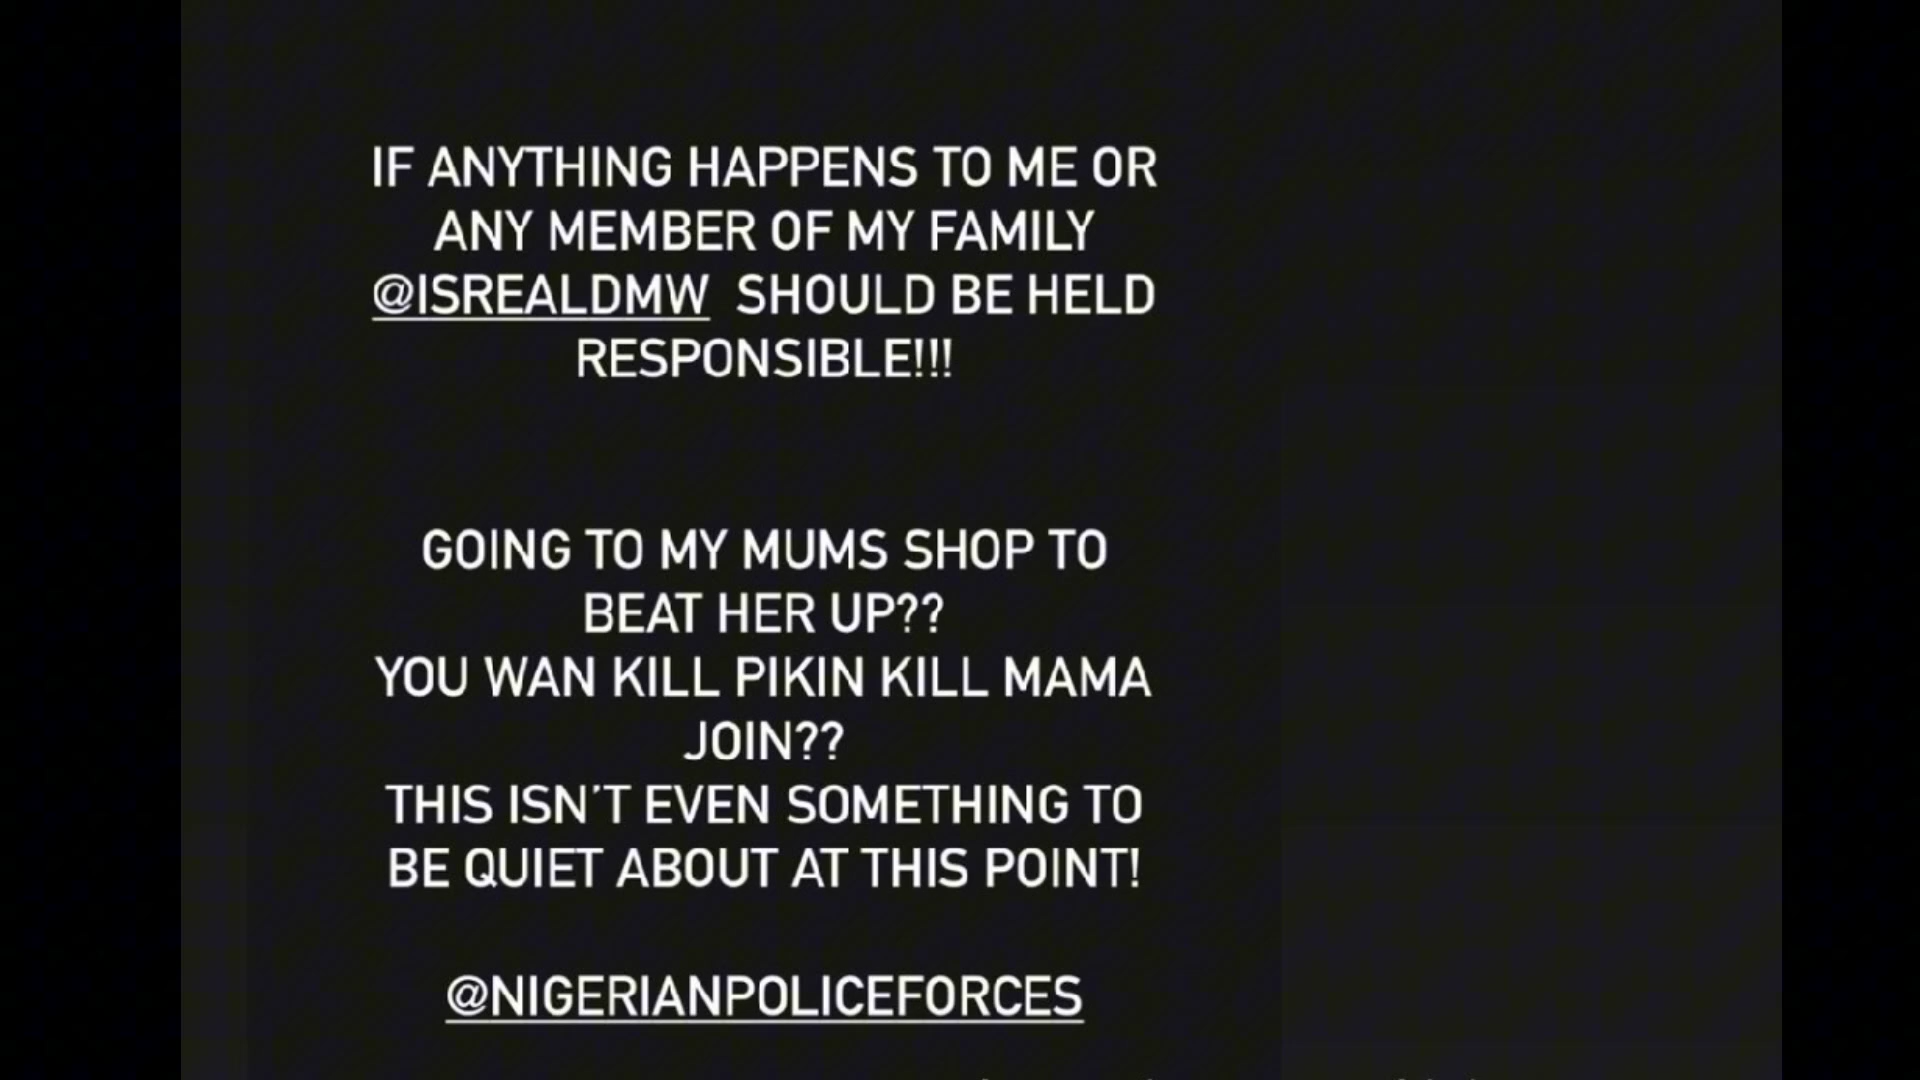 IF ANYTHING HAPPENS TO ME OR
ANY MEMBER OF MY FAMILY
@ISREALDMW SHOULD BE HELD
RESPONSIBLE!!!
GOING TO MY MUMS SHOP TO
BEAT HER UP??
YOU WAN KILL PIKIN KILL MAMA
JOIN??
THIS ISN'T EVEN SOMETHING TO
BE QUIET ABOUT AT THIS POINT!
@NIGERIANPOLICEFORCES